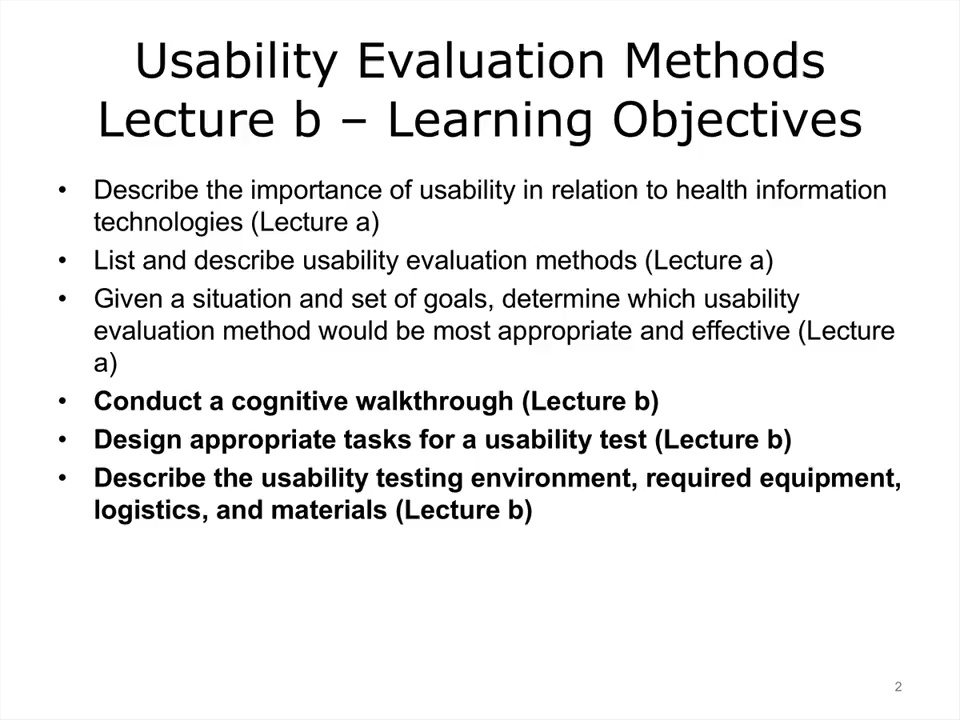 Usability Evaluation Methods
Lecture b – Learning Objectives
• Describe the importance of usability in relation to health information
technologies (Lecture a)
• List and describe usability evaluation methods (Lecture a)
• Given a situation and set of goals, determine which usability
evaluation method would be most appropriate and effective (Lecture
a)
• Conduct a cognitive walkthrough (Lecture b)
• Design appropriate tasks for a usability test (Lecture b)
• Describe the usability testing environment, required equipment,
logistics, and materials (Lecture b)
2